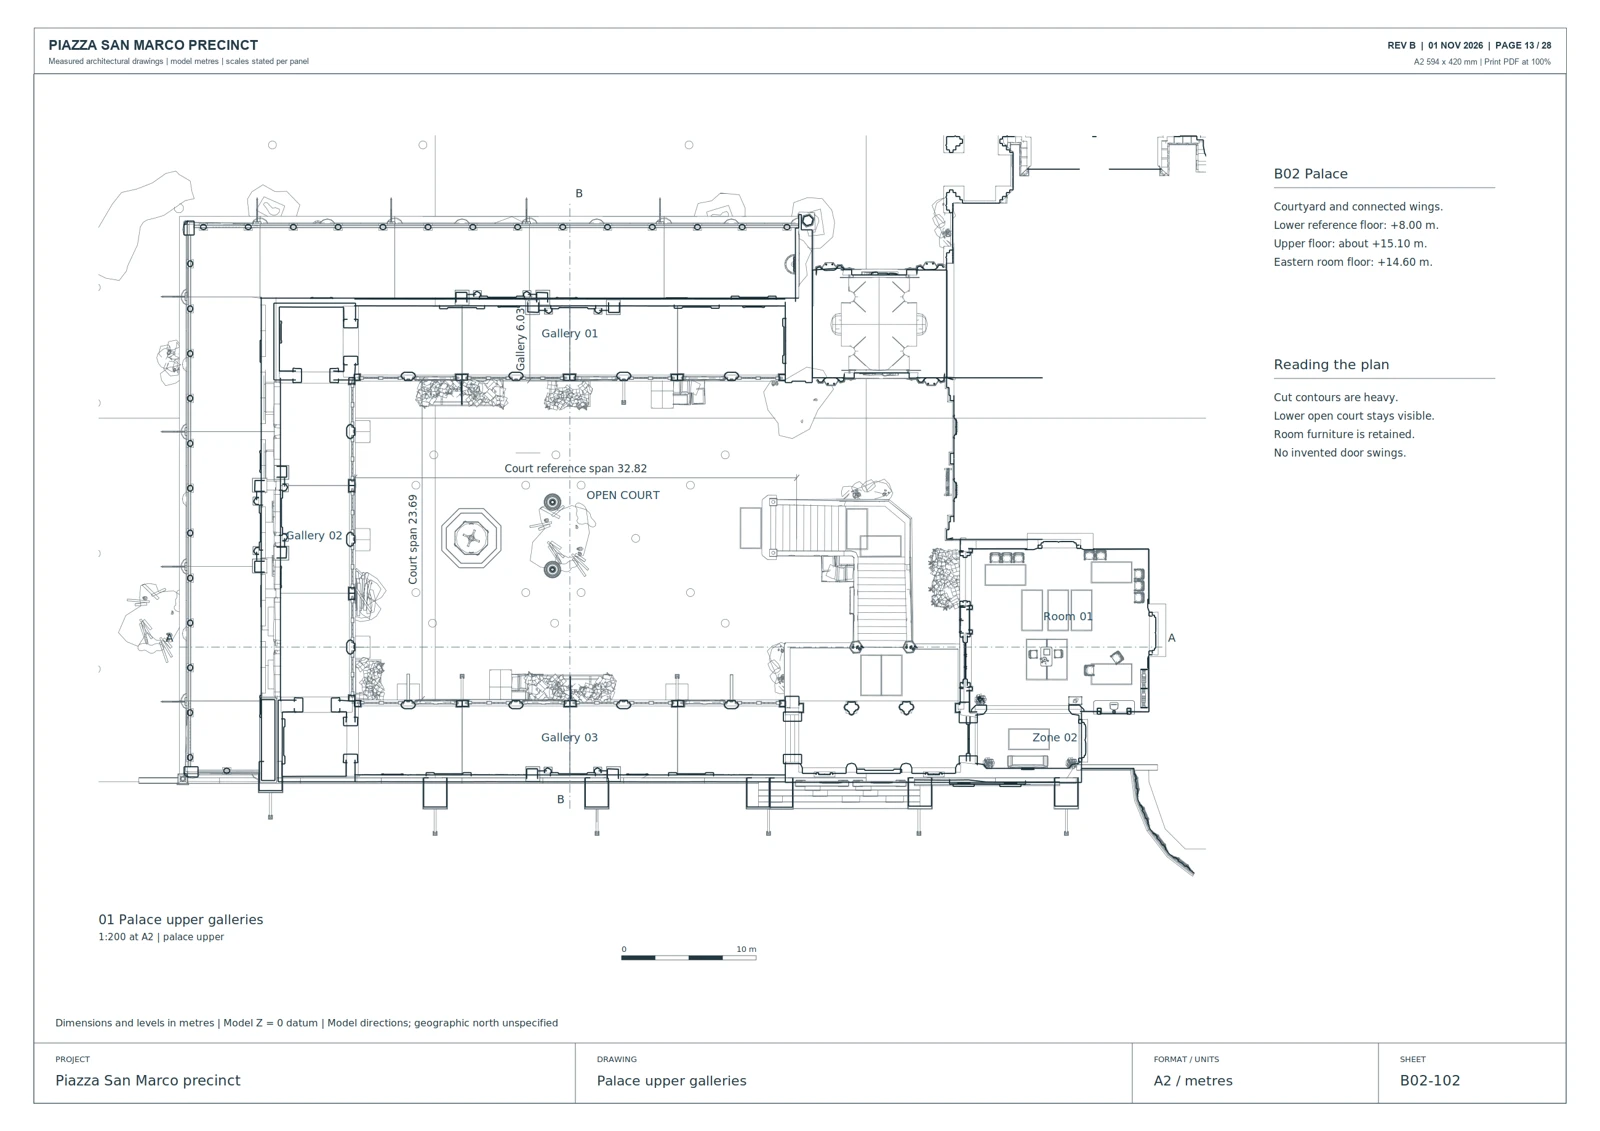 PIAZZA SAN MARCO PRECINCT
Measured architectural drawings | model metres | scales stated per panel
REV B | 01 NOV 2026 | PAGE 13 / 28
A2 594 x 420 mm | Print PDF at 100%
B
Gallery 01
Gallery 6.03
Court reference span 32.82
OPEN COURT
Court span 23.69
Gallery 02
Room 01
A
A
Gallery 03
Zone 02
B
B02 Palace
Courtyard and connected wings.
Lower reference floor: +8.00 m.
Upper floor: about +15.10 m.
Eastern room floor: +14.60 m.
Reading the plan
Cut contours are heavy.
Lower open court stays visible.
Room furniture is retained.
No invented door swings.
01 Palace upper galleries
1:200 at A2 | palace upper
0 10 m
Dimensions and levels in metres | Model Z = 0 datum | Model directions; geographic north unspecified
PROJECT
Piazza San Marco precinct
DRAWING
Palace upper galleries
FORMAT / UNITS
A2 / metres
SHEET
B02-102